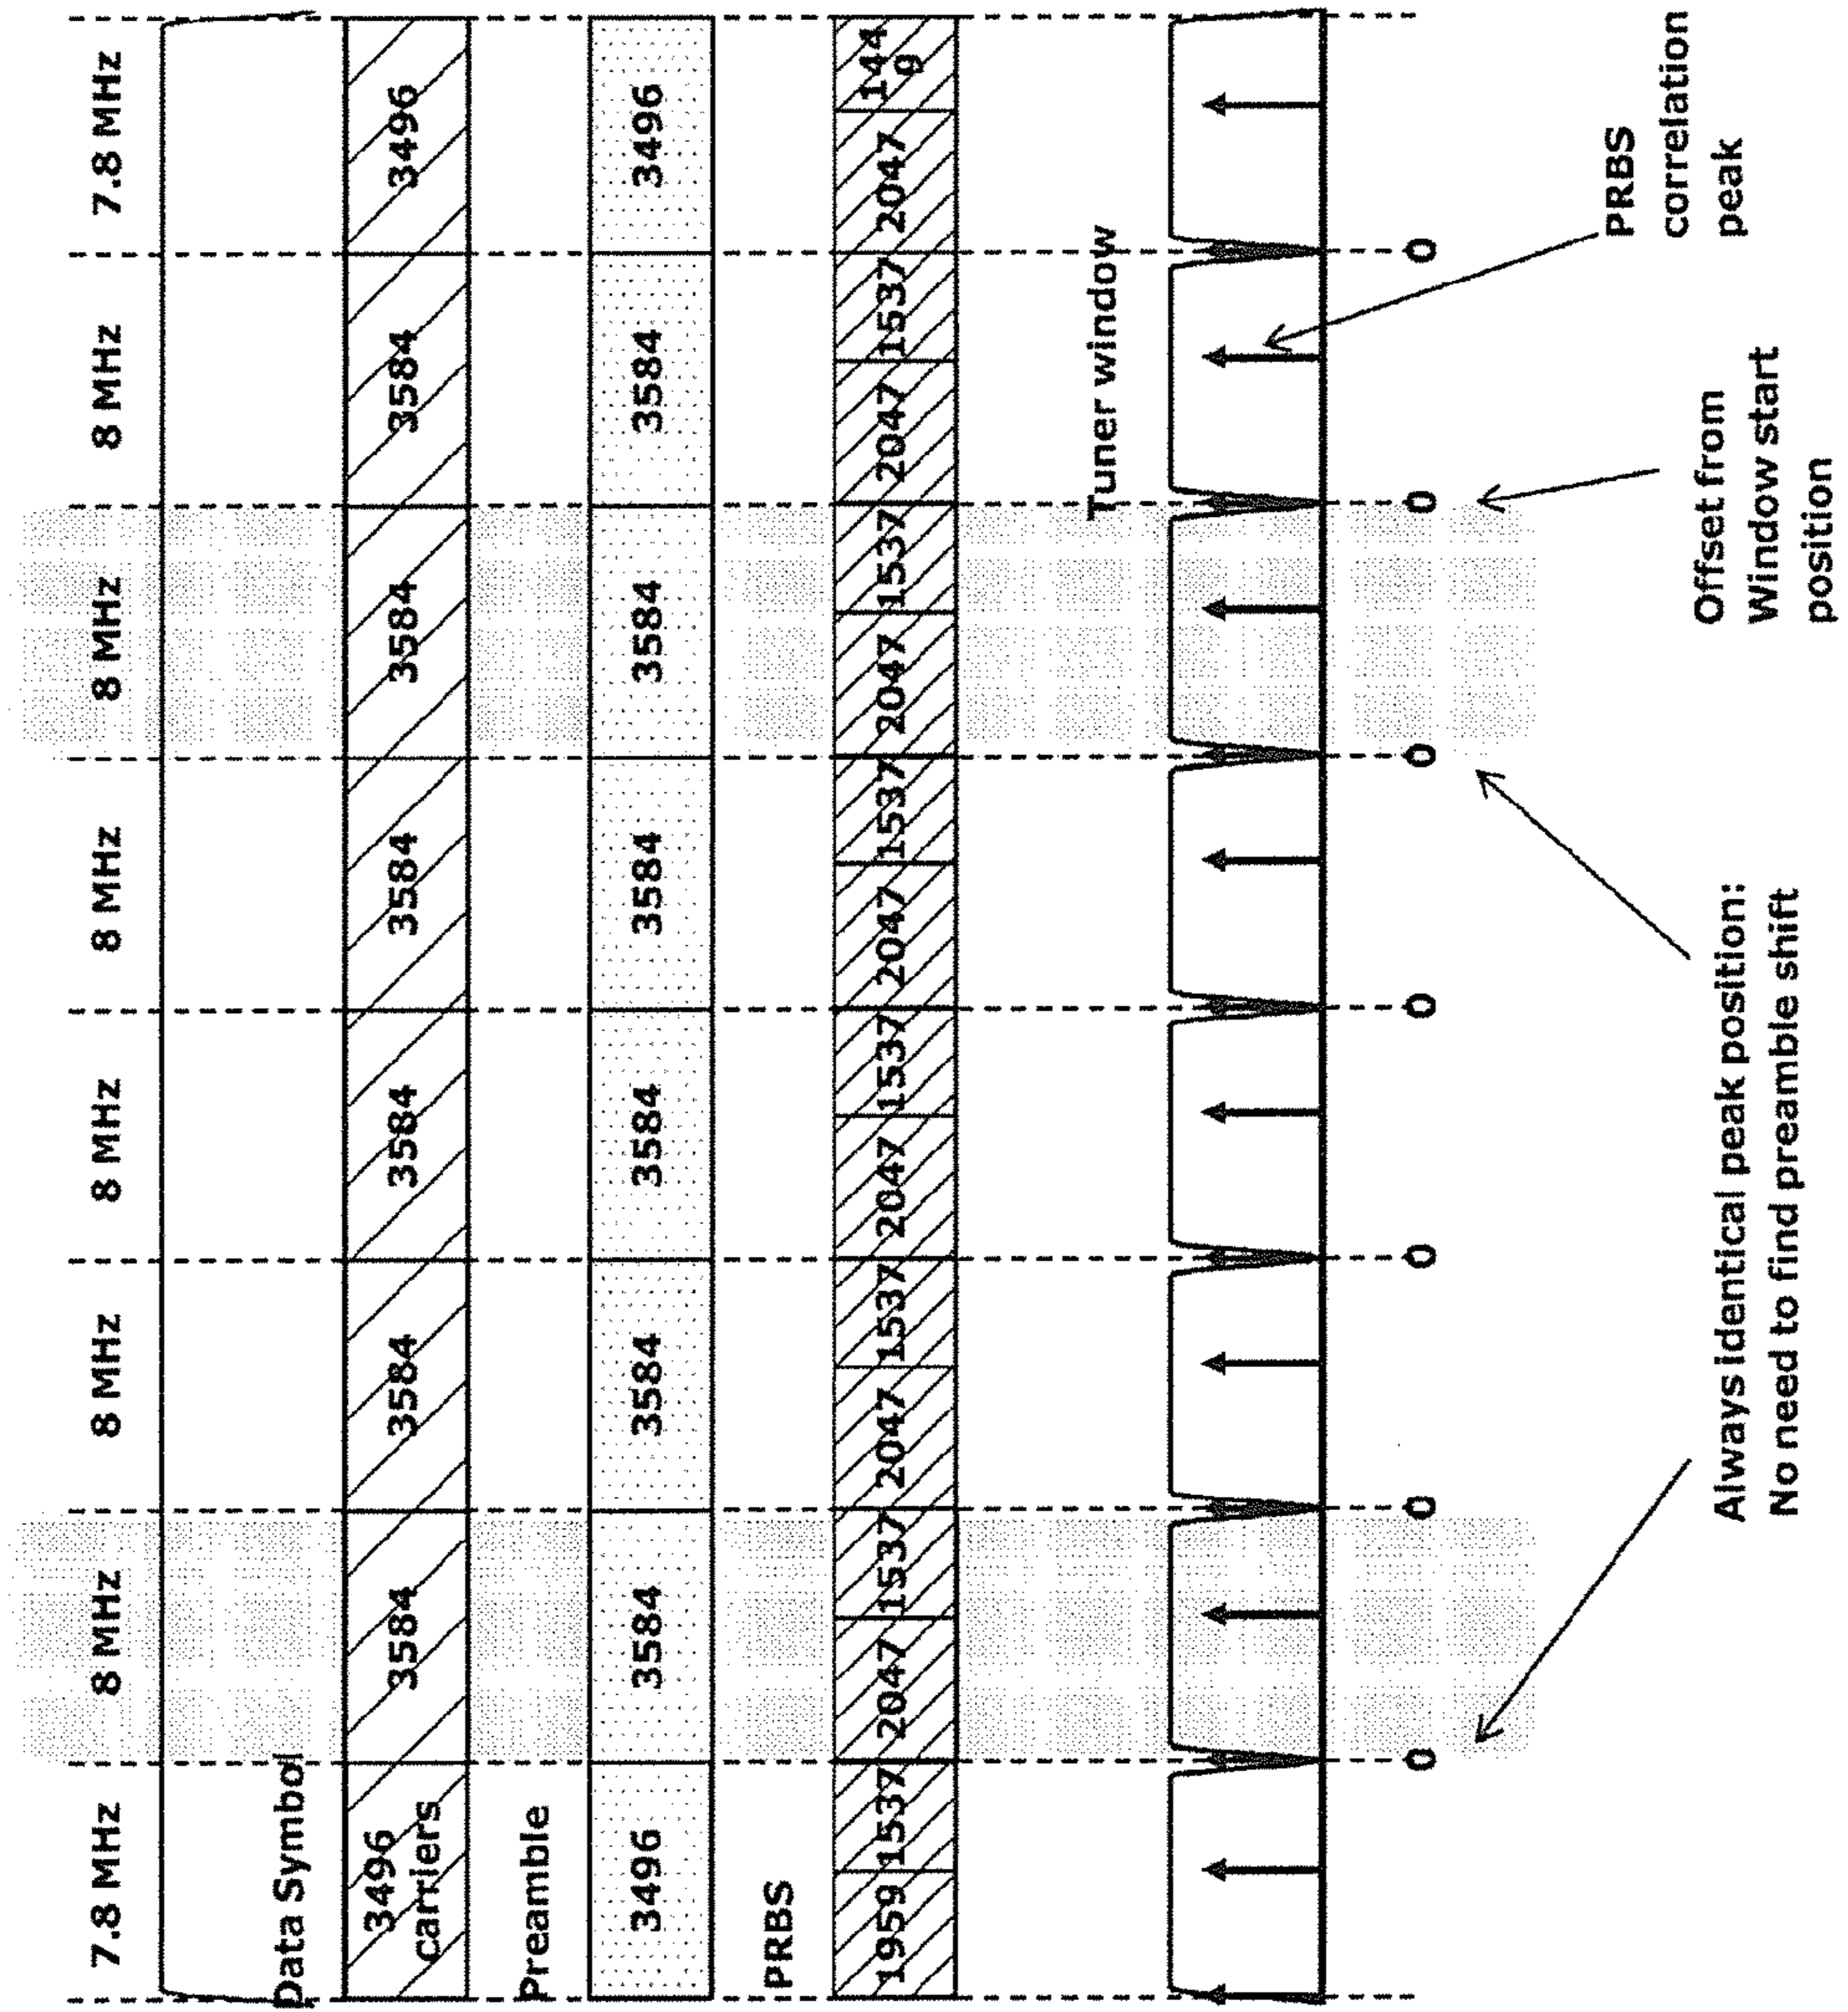 7.8 MHz 8 MHz 8 MHz 8 MHz 8 MHz 8 MHz 8 MHz 7.8 MHz
Data Symbol
3496 3584 3584 3584 3584 3584 3584 3496
carriers
Preamble
3496 3584 3584 3584 3584 3584 3584 3496
PRBS
1959 1537 2047 1537 2047 1537 2047 1537 2047 1537 2047 1537 2047 1537 2047 144
9
Tuner window
0 0 0 0 0 0 0
PRBS
correlation
peak
Offset from
Window start
position
Always identical peak position:
No need to find preamble shift